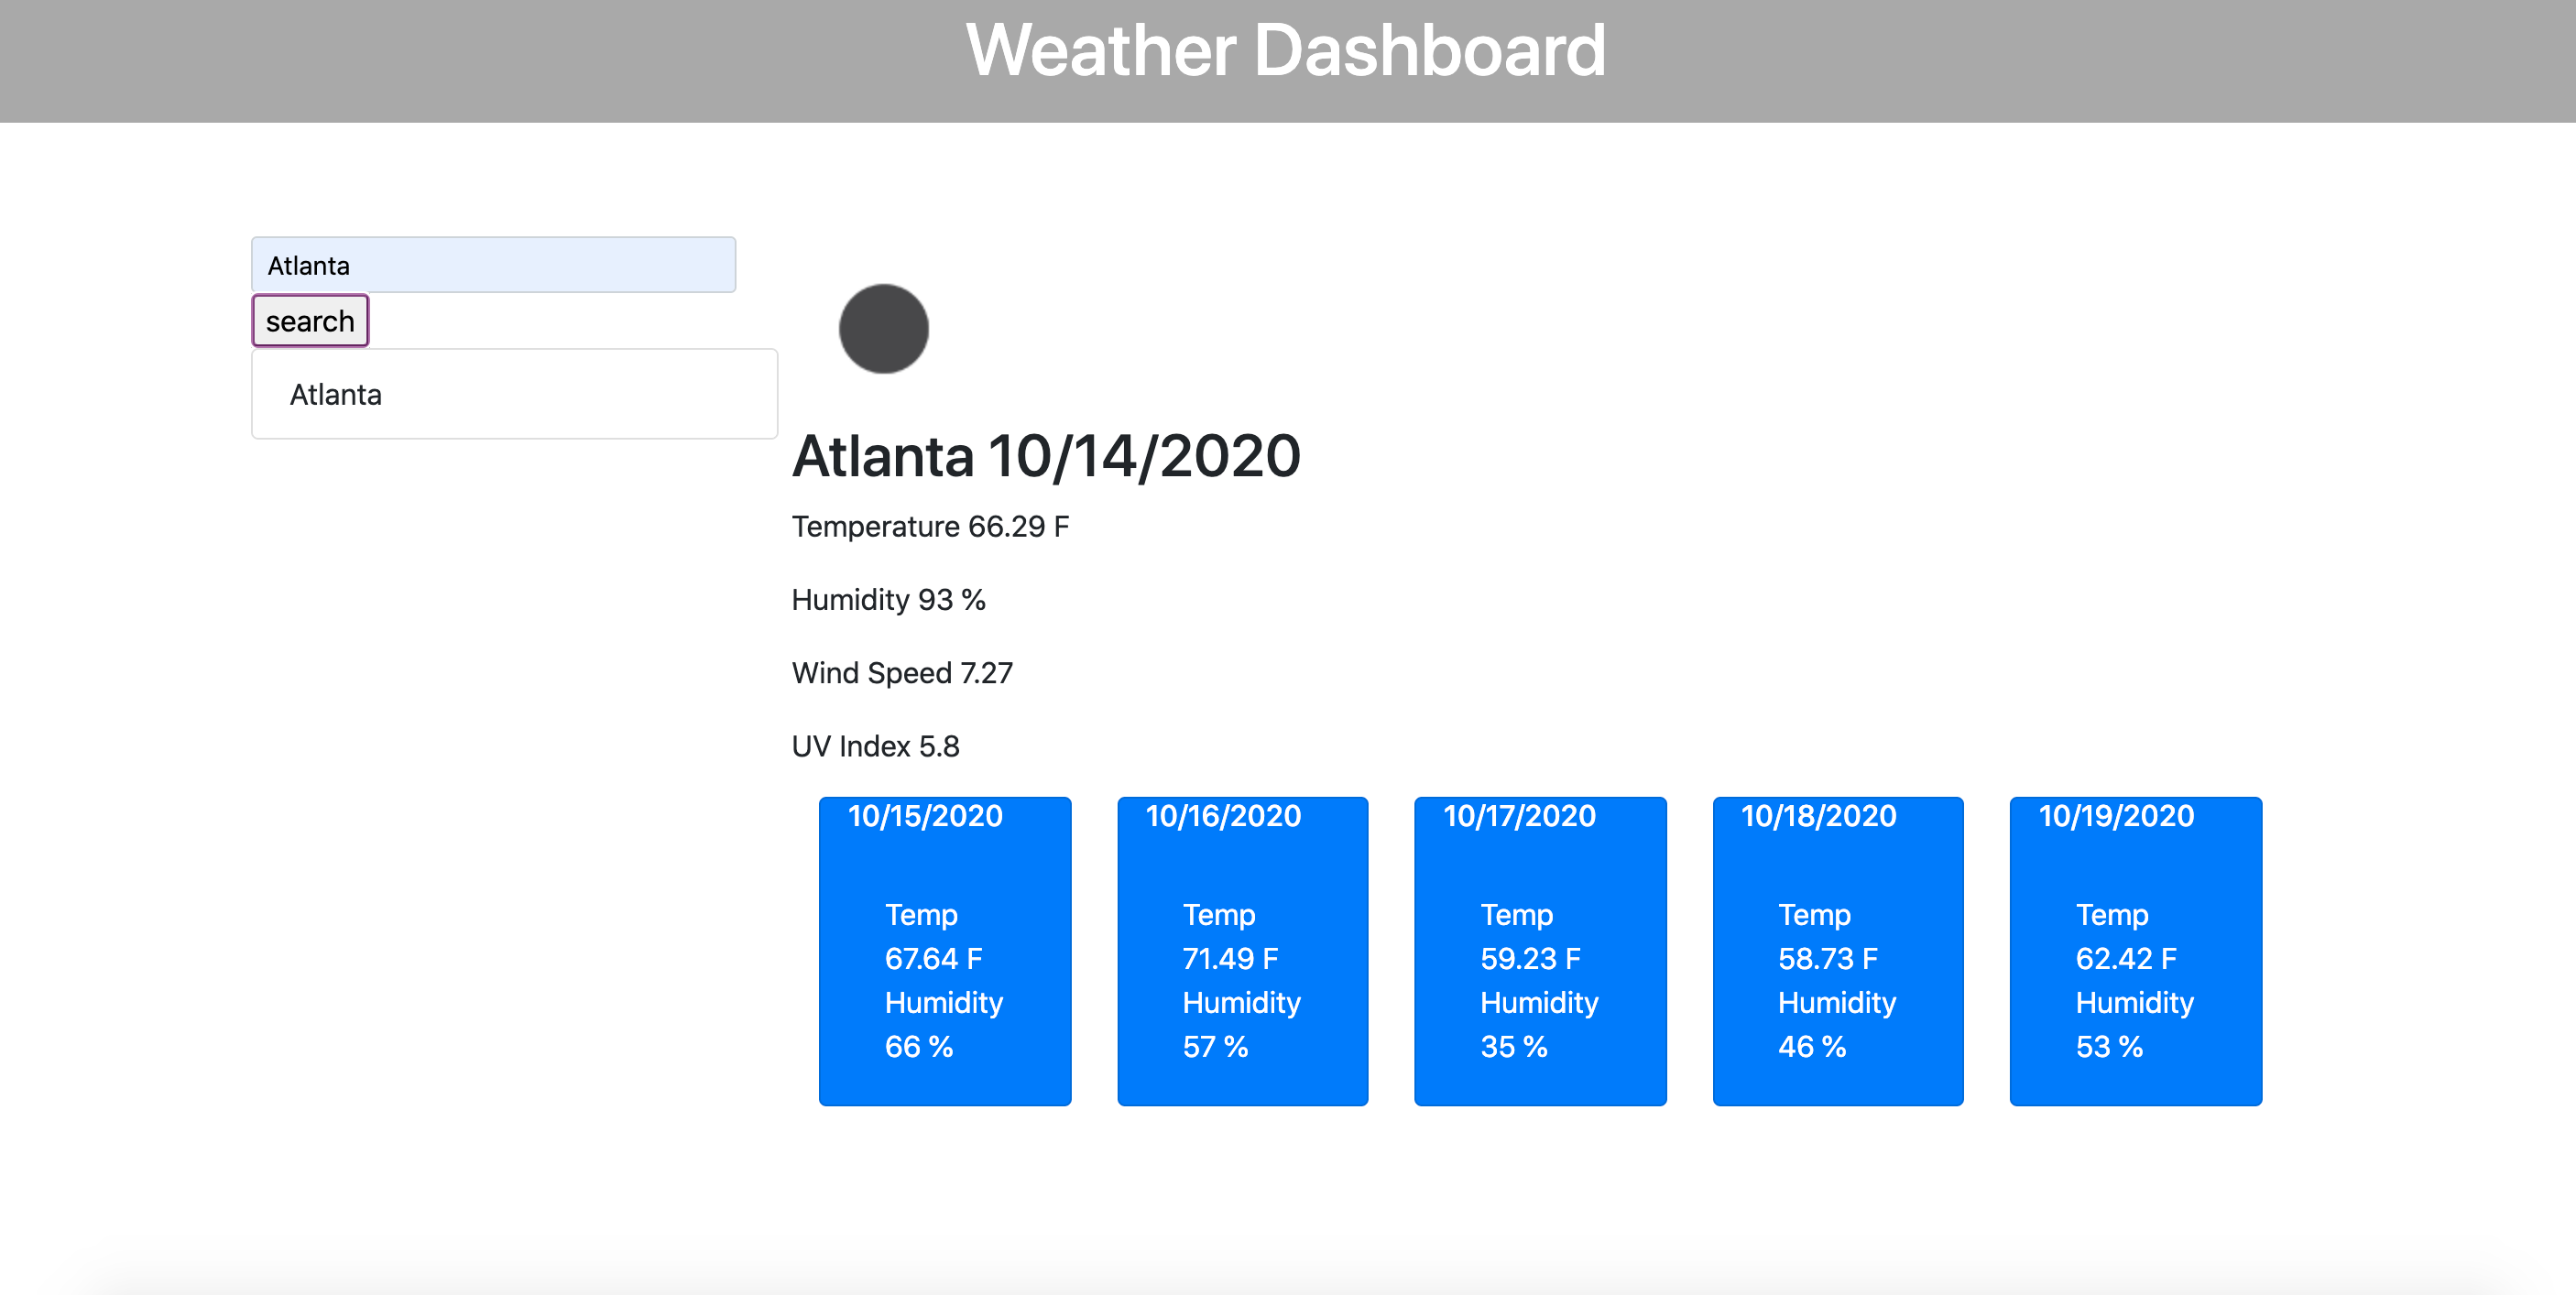 Weather Dashboard
Atlanta
search
Atlanta
Atlanta 10/14/2020
Temperature 66.29 F
Humidity 93 %
Wind Speed 7.27
UV Index 5.8
10/15/2020
Temp
67.64 F
Humidity
66 %
10/16/2020
Temp
71.49 F
Humidity
57 %
10/17/2020
Temp
59.23 F
Humidity
35 %
10/18/2020
Temp
58.73 F
Humidity
46 %
10/19/2020
Temp
62.42 F
Humidity
53 %